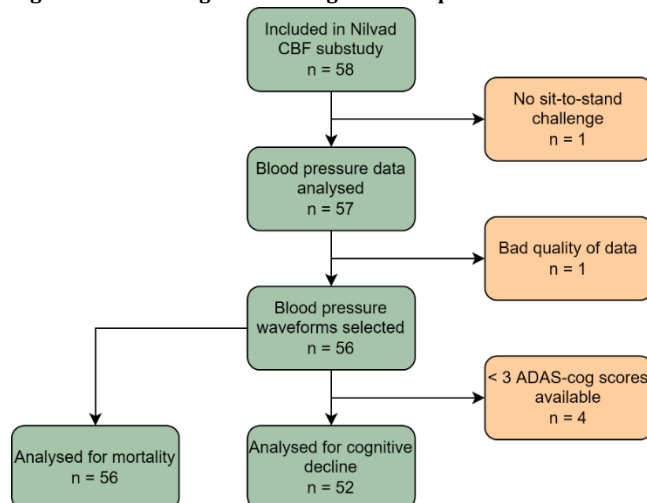 Included in Nilvad
CBF substudy
n = 58
No sit-to-stand
challenge
n = 1
Blood pressure data
analysed
n = 57
Bad quality of data
n = 1
Blood pressure
waveforms selected
n = 56
< 3 ADAS-cog scores
available
n = 4
Analysed for mortality
n = 56
Analysed for cognitive
decline
n = 52